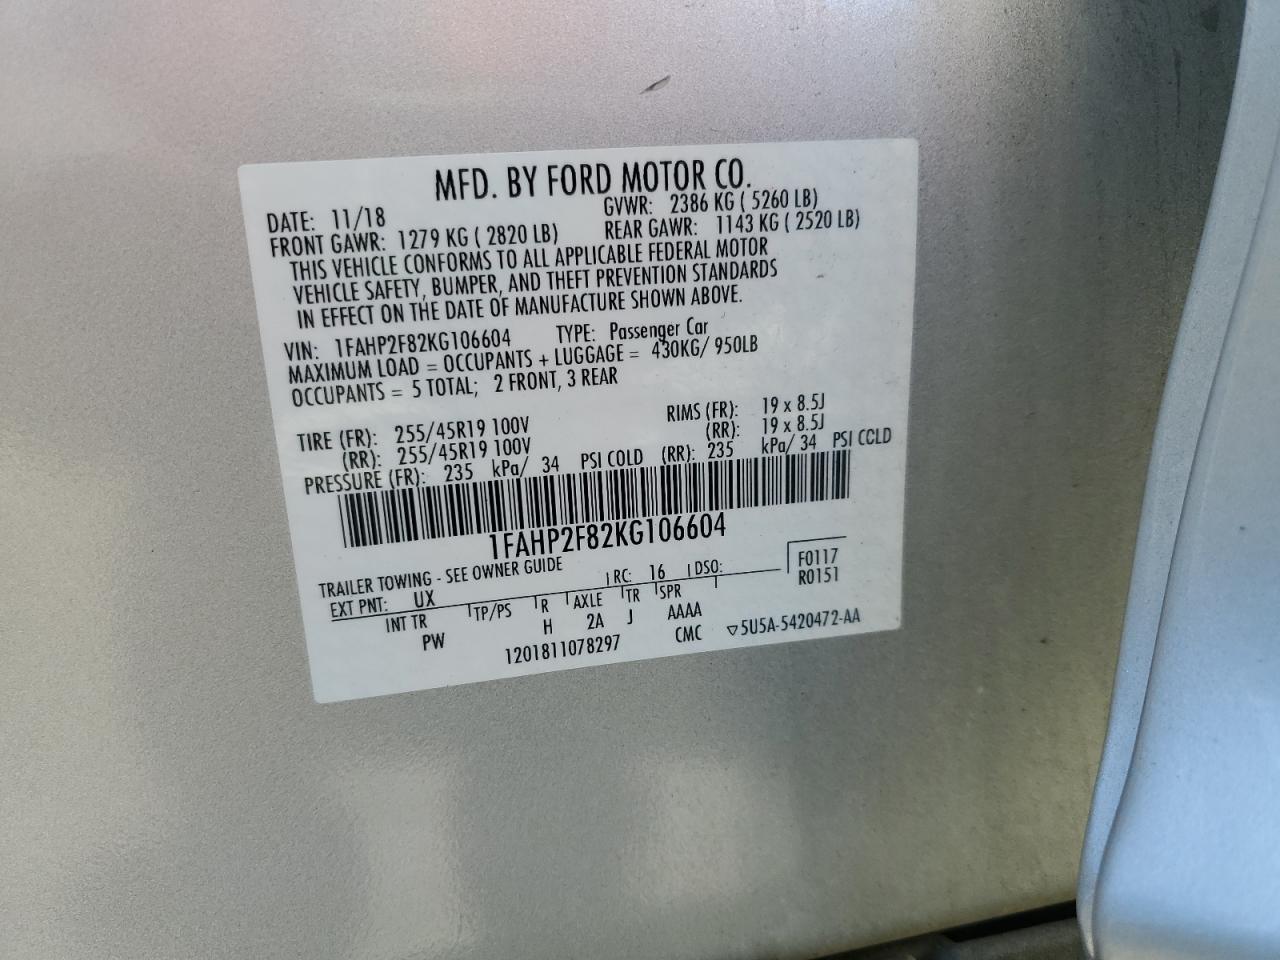 MFD. BY FORD MOTOR CO.
DATE: 11/18 GVWR: 2386 KG ( 5260 LB)
FRONT GAWR: 1279 KG ( 2820 LB) REAR GAWR: 1143 KG ( 2520 LB)
THIS VEHICLE CONFORMS TO ALL APPLICABLE FEDERAL MOTOR
VEHICLE SAFETY, BUMPER, AND THEFT PREVENTION STANDARDS
IN EFFECT ON THE DATE OF MANUFACTURE SHOWN ABOVE.
VIN: 1FAHP2F82KG106604 TYPE: Passenger Car
MAXIMUM LOAD = OCCUPANTS + LUGGAGE = 430KG/ 950LB
OCCUPANTS = 5 TOTAL; 2 FRONT, 3 REAR
TIRE (FR): 255/45R19 100V RIMS (FR): 19 x 8.5J
(RR): 255/45R19 100V (RR): 19 x 8.5J
PRESSURE (FR): 235 kPa/ 34 PSI COLD (RR): 235 kPa/ 34 PSI COLD
1FAHP2F82KG106604
TRAILER TOWING - SEE OWNER GUIDE
EXT PNT: UX RC: 16 DSO: F0117
R0151
INT TR TP/PS R AXLE TR SPR
PW H 2A J AAAA
1201811078297 CMC ▽5U5A-5420472-AA